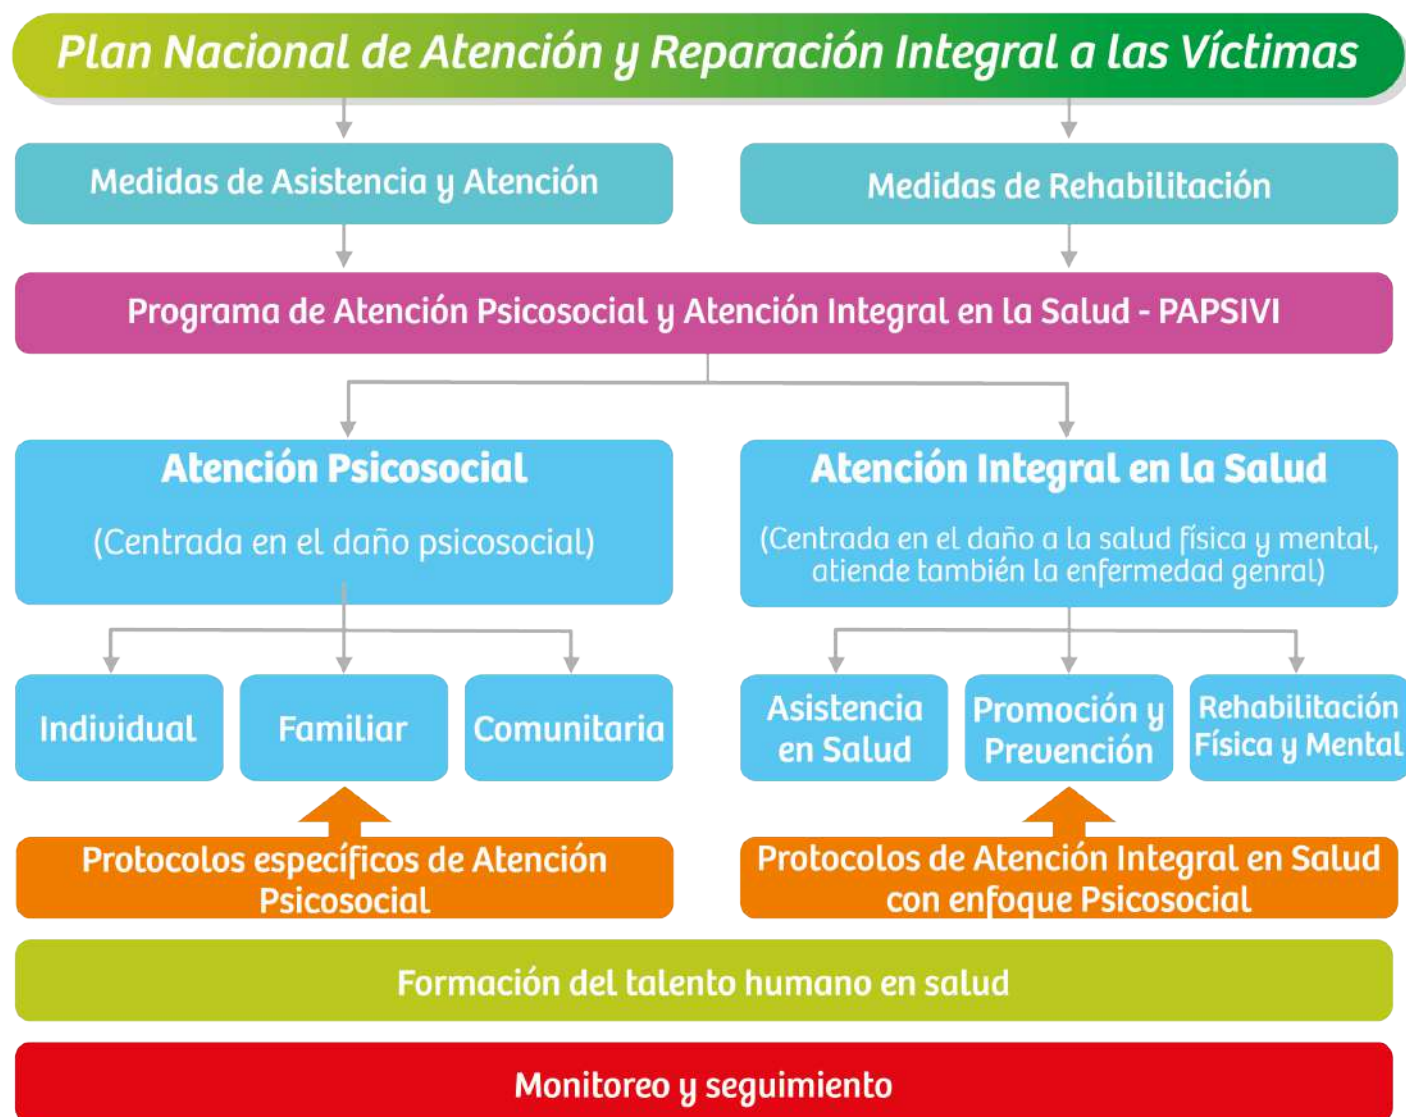 Plan Nacional de Atención y Reparación Integral a las Víctimas
Medidas de Asistencia y Atención
Medidas de Rehabilitación
Programa de Atención Psicosocial y Atención Integral en la Salud - PAPSIVI
Atención Psicosocial
(Centrada en el daño psicosocial)
Atención Integral en la Salud
(Centrada en el daño a la salud física y mental,
atiende también la enfermedad genral)
Individual
Familiar
Comunitaria
Asistencia
en Salud
Promoción y
Prevención
Rehabilitación
Física y Mental
Protocolos específicos de Atención
Psicosocial
Protocolos de Atención Integral en Salud
con enfoque Psicosocial
Formación del talento humano en salud
Monitoreo y seguimiento